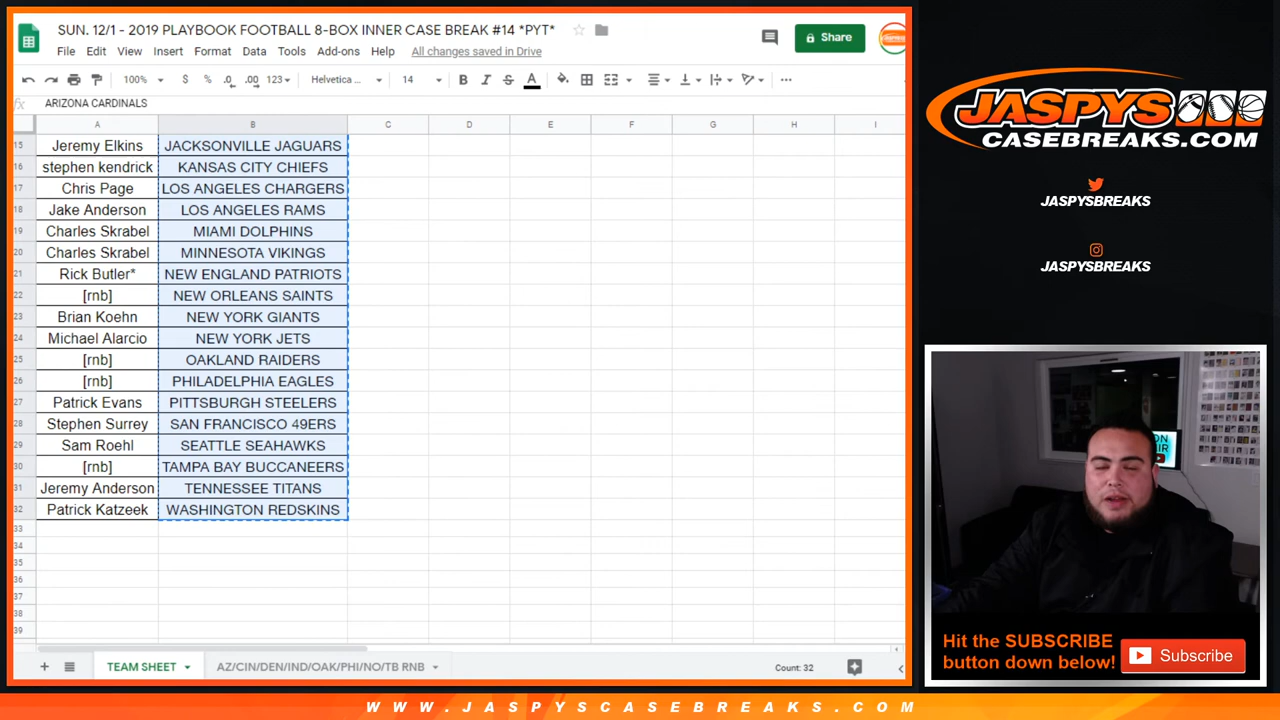 SUN. 12/1 - 2019 PLAYBOOK FOOTBALL 8-BOX INNER CASE BREAK #14 *PYT*
File Edit View Insert Format Data Tools Add-ons Help All changes saved in Drive
Share
100% $ % .0 .00 123 Helvetica ... 14 B I S A
fx ARIZONA CARDINALS
A B C D E F G H I
15 Jeremy Elkins JACKSONVILLE JAGUARS
16 stephen kendrick KANSAS CITY CHIEFS
17 Chris Page LOS ANGELES CHARGERS
18 Jake Anderson LOS ANGELES RAMS
19 Charles Skrabel MIAMI DOLPHINS
20 Charles Skrabel MINNESOTA VIKINGS
21 Rick Butler* NEW ENGLAND PATRIOTS
22 [rnb] NEW ORLEANS SAINTS
23 Brian Koehn NEW YORK GIANTS
24 Michael Alarcio NEW YORK JETS
25 [rnb] OAKLAND RAIDERS
26 [rnb] PHILADELPHIA EAGLES
27 Patrick Evans PITTSBURGH STEELERS
28 Stephen Surrey SAN FRANCISCO 49ERS
29 Sam Roehl SEATTLE SEAHAWKS
30 [rnb] TAMPA BAY BUCCANEERS
31 Jeremy Anderson TENNESSEE TITANS
32 Patrick Katzeek WASHINGTON REDSKINS
33
34
35
36
37
38
39
TEAM SHEET AZ/CIN/DEN/IND/OAK/PHI/NO/TB RNB Count: 32
JASPYS
CASEBREAKS.COM
JASPYSBREAKS
JASPYSBREAKS
Hit the SUBSCRIBE
button down below!
Subscribe
WWW.JASPYSCASEBREAKS.COM